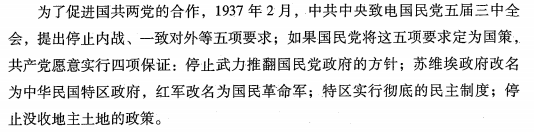 为了促进国共两党的合作，1937年2月，中共中央致电国民党五届三中全
会，提出停止内战、一致对外等五项要求；如果国民党将这五项要求定为国策，
共产党愿意实行四项保证：停止武力推翻国民党政府的方针；苏维埃政府改名
为中华民国特区政府，红军改名为国民革命军；特区实行彻底的民主制度；停
止没收地主土地的政策。